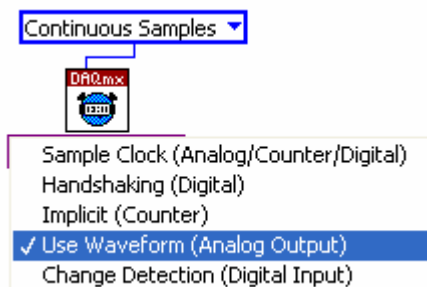 Continuous Samples
DAQmx
Sample Clock (Analog/Counter/Digital)
Handshaking (Digital)
Implicit (Counter)
Use Waveform (Analog Output)
Change Detection (Digital Input)